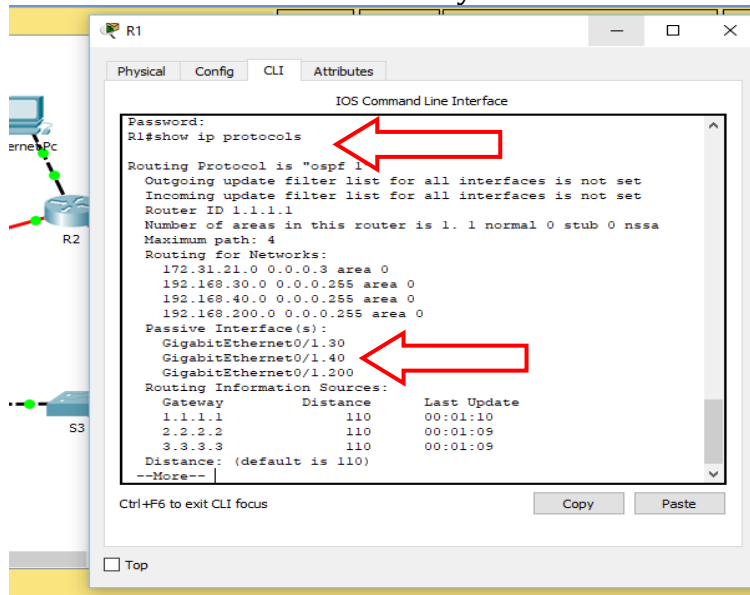 R1
Physical Config CLI Attributes
IOS Command Line Interface
Password:
R1#show ip protocols
Routing Protocol is "ospf 1"
Outgoing update filter list for all interfaces is not set
Incoming update filter list for all interfaces is not set
Router ID 1.1.1.1
Number of areas in this router is 1. 1 normal 0 stub 0 nssa
Maximum path: 4
Routing for Networks:
172.31.21.0 0.0.0.3 area 0
192.168.30.0 0.0.0.255 area 0
192.168.40.0 0.0.0.255 area 0
192.168.200.0 0.0.0.255 area 0
Passive Interface(s):
GigabitEthernet0/1.30
GigabitEthernet0/1.40
GigabitEthernet0/1.200
Routing Information Sources:
Gateway Distance Last Update
1.1.1.1 110 00:01:10
2.2.2.2 110 00:01:09
3.3.3.3 110 00:01:09
Distance: (default is 110)
--More--
Ctrl+F6 to exit CLI focus
Copy Paste
Top
R2
S3